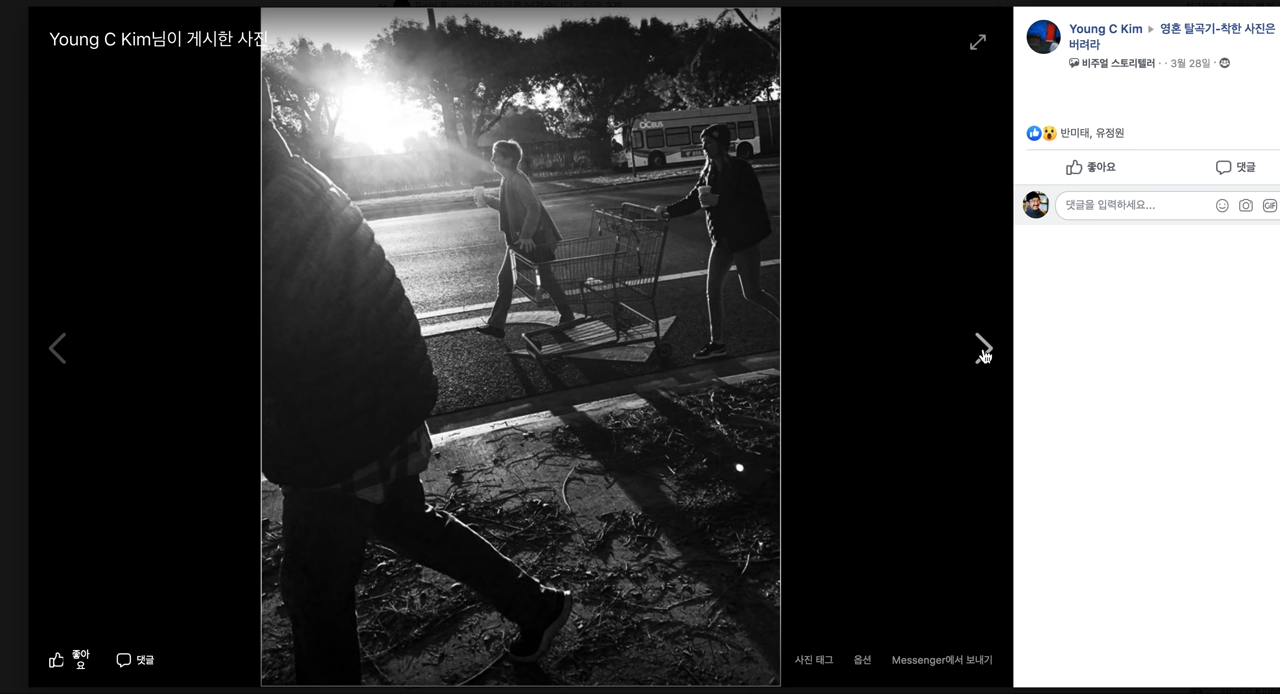 Young C Kim님이 게시한 사진
OCBUS
좋아
요
댓글
사진 태그
옵션
Messenger에서 보내기
Young C Kim ▸ 영혼 탈곡기-착한 사진은
버려라
비주얼 스토리텔러 · · 3월 28일 ·
반미태, 유정원
좋아요
댓글
댓글을 입력하세요...
GIF